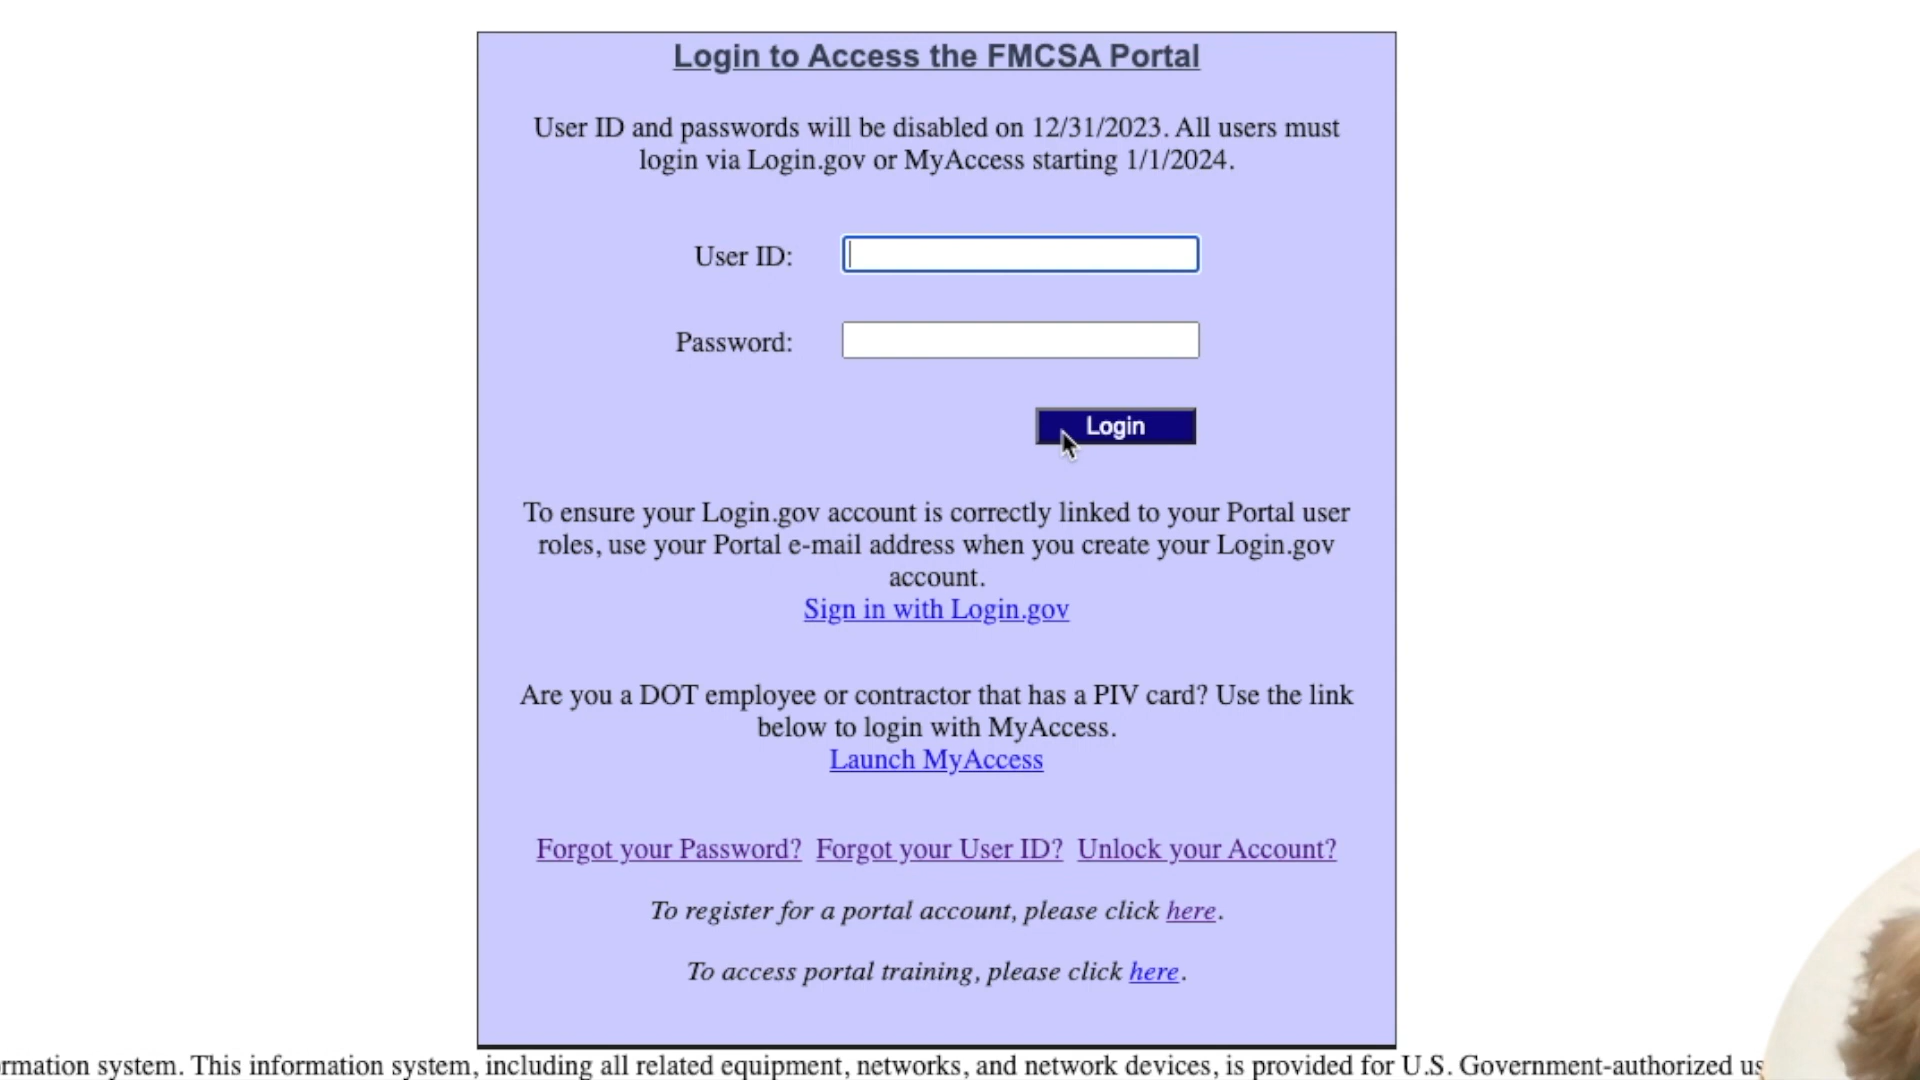 Login to Access the FMCSA Portal
User ID and passwords will be disabled on 12/31/2023. All users must
login via Login.gov or MyAccess starting 1/1/2024.
User ID:
Password:
Login
To ensure your Login.gov account is correctly linked to your Portal user
roles, use your Portal e-mail address when you create your Login.gov
account.
Sign in with Login.gov
Are you a DOT employee or contractor that has a PIV card? Use the link
below to login with MyAccess.
Launch MyAccess
Forgot your Password? Forgot your User ID? Unlock your Account?
To register for a portal account, please click here.
To access portal training, please click here.
system. This information system, including all related equipment, networks, and network devices, is provided for U.S. Government-authorized